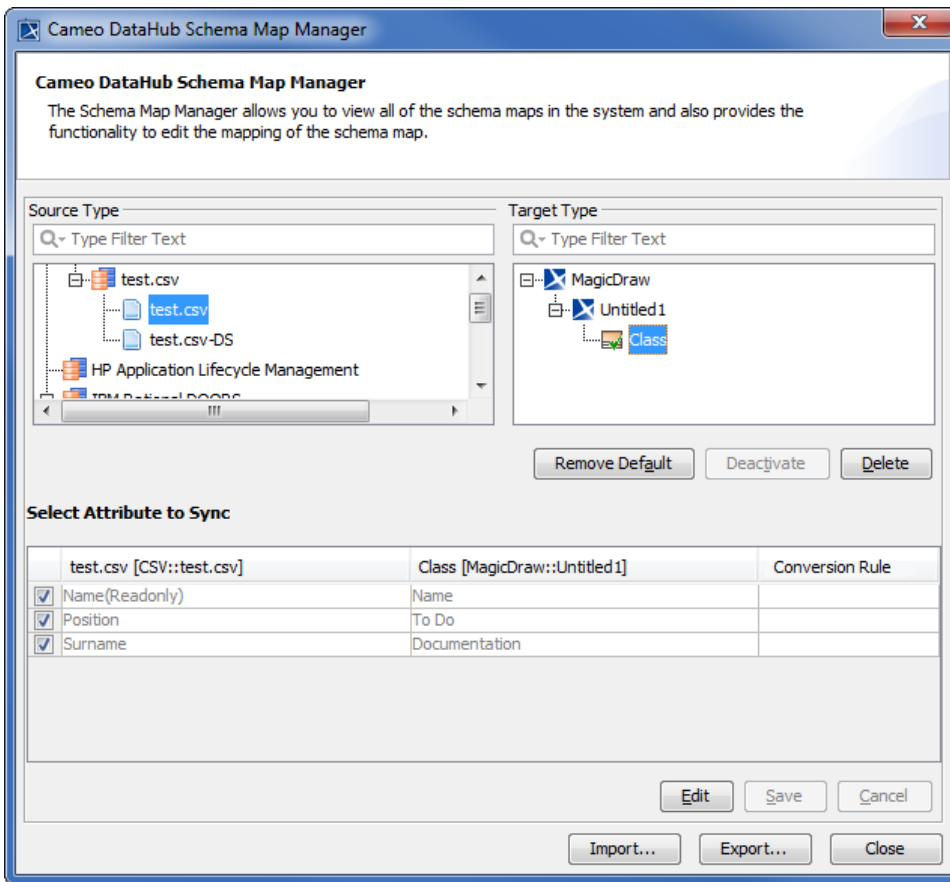 Cameo DataHub Schema Map Manager
Cameo DataHub Schema Map Manager
The Schema Map Manager allows you to view all of the schema maps in the system and also provides the
functionality to edit the mapping of the schema map.
Source Type
Type Filter Text
test.csv
test.csv
test.csv-DS
HP Application Lifecycle Management
IBM Rational DOORS
Target Type
Type Filter Text
MagicDraw
Untitled1
Class
Remove Default Deactivate Delete
Select Attribute to Sync
test.csv [CSV::test.csv] Class [MagicDraw::Untitled1] Conversion Rule
Name(Readonly) Name
Position To Do
Surname Documentation
Edit Save Cancel
Import... Export... Close